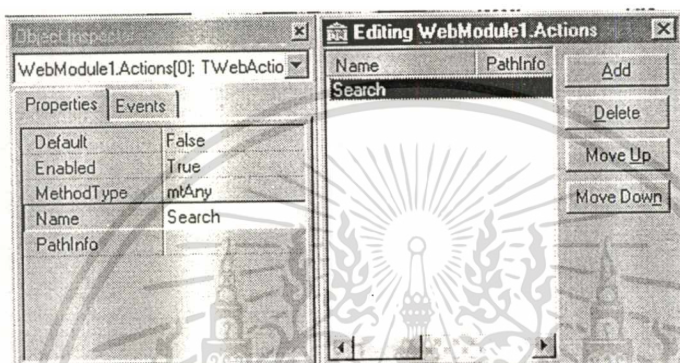 Object Inspector
WebModule1.Actions[0]: TWebActio
Properties
Events
Default False
Enabled True
MethodType mtAny
Name Search
PathInfo
Editing WebModule1.Actions
Name PathInfo
Search
Add
Delete
Move Up
Move Down